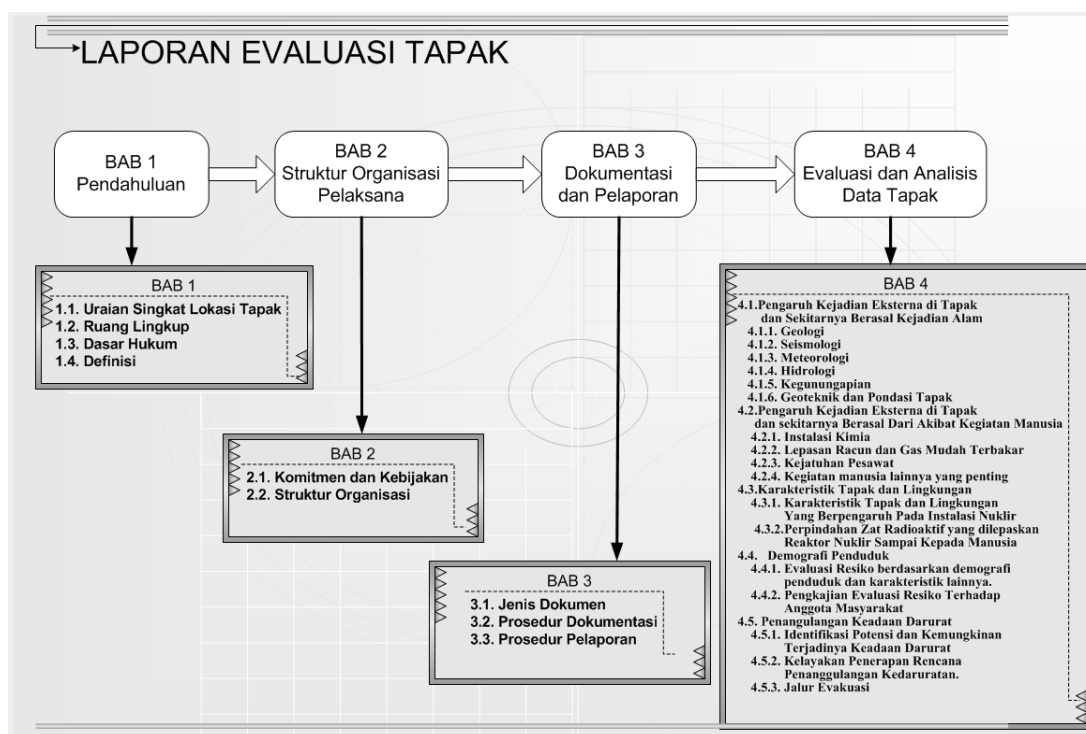 LAPORAN EVALUASI TAPAK
BAB 1
Pendahuluan
BAB 2
Struktur Organisasi
Pelaksana
BAB 3
Dokumentasi
dan Pelaporan
BAB 4
Evaluasi dan Analisis
Data Tapak
BAB 1
1.1. Uraian Singkat Lokasi Tapak
1.2. Ruang Lingkup
1.3. Dasar Hukum
1.4. Definisi
BAB 2
2.1. Komitmen dan Kebijakan
2.2. Struktur Organisasi
BAB 3
3.1. Jenis Dokumen
3.2. Prosedur Dokumentasi
3.3. Prosedur Pelaporan
BAB 4
4.1.Pengaruh Kejadian Eksterna di Tapak
dan Sekitarnya Berasal Kejadian Alam
4.1.1. Geologi
4.1.2. Seismologi
4.1.3. Meteorologi
4.1.4. Hidrologi
4.1.5. Kegunungapian
4.1.6. Geoteknik dan Pondasi Tapak
4.2.Pengaruh Kejadian Eksterna di Tapak
dan sekitarnya Berasal Dari Akibat Kegiatan Manusia
4.2.1. Instalasi Kimia
4.2.2. Lepasan Racun dan Gas Mudah Terbakar
4.2.3. Kejatuhan Pesawat
4.2.4. Kegiatan manusia lainnya yang penting
4.3.Karakteristik Tapak dan Lingkungan
4.3.1. Karakteristik Tapak dan Lingkungan
Yang Berpengaruh Pada Instalasi Nuklir
4.3.2.Perpindahan Zat Radioaktif yang dilepaskan
Reaktor Nuklir Sampai Kepada Manusia
4.4. Demografi Penduduk
4.4.1. Evaluasi Resiko berdasarkan demografi
penduduk dan karakteristik lainnya.
4.4.2. Pengkajian Evaluasi Resiko Terhadap
Anggota Masyarakat
4.5. Penangulangan Keadaan Darurat
4.5.1. Identifikasi Potensi dan Kemungkinan
Terjadinya Keadaan Darurat
4.5.2. Kelayakan Penerapan Rencana
Penanggulangan Kedaruratan.
4.5.3. Jalur Evakuasi